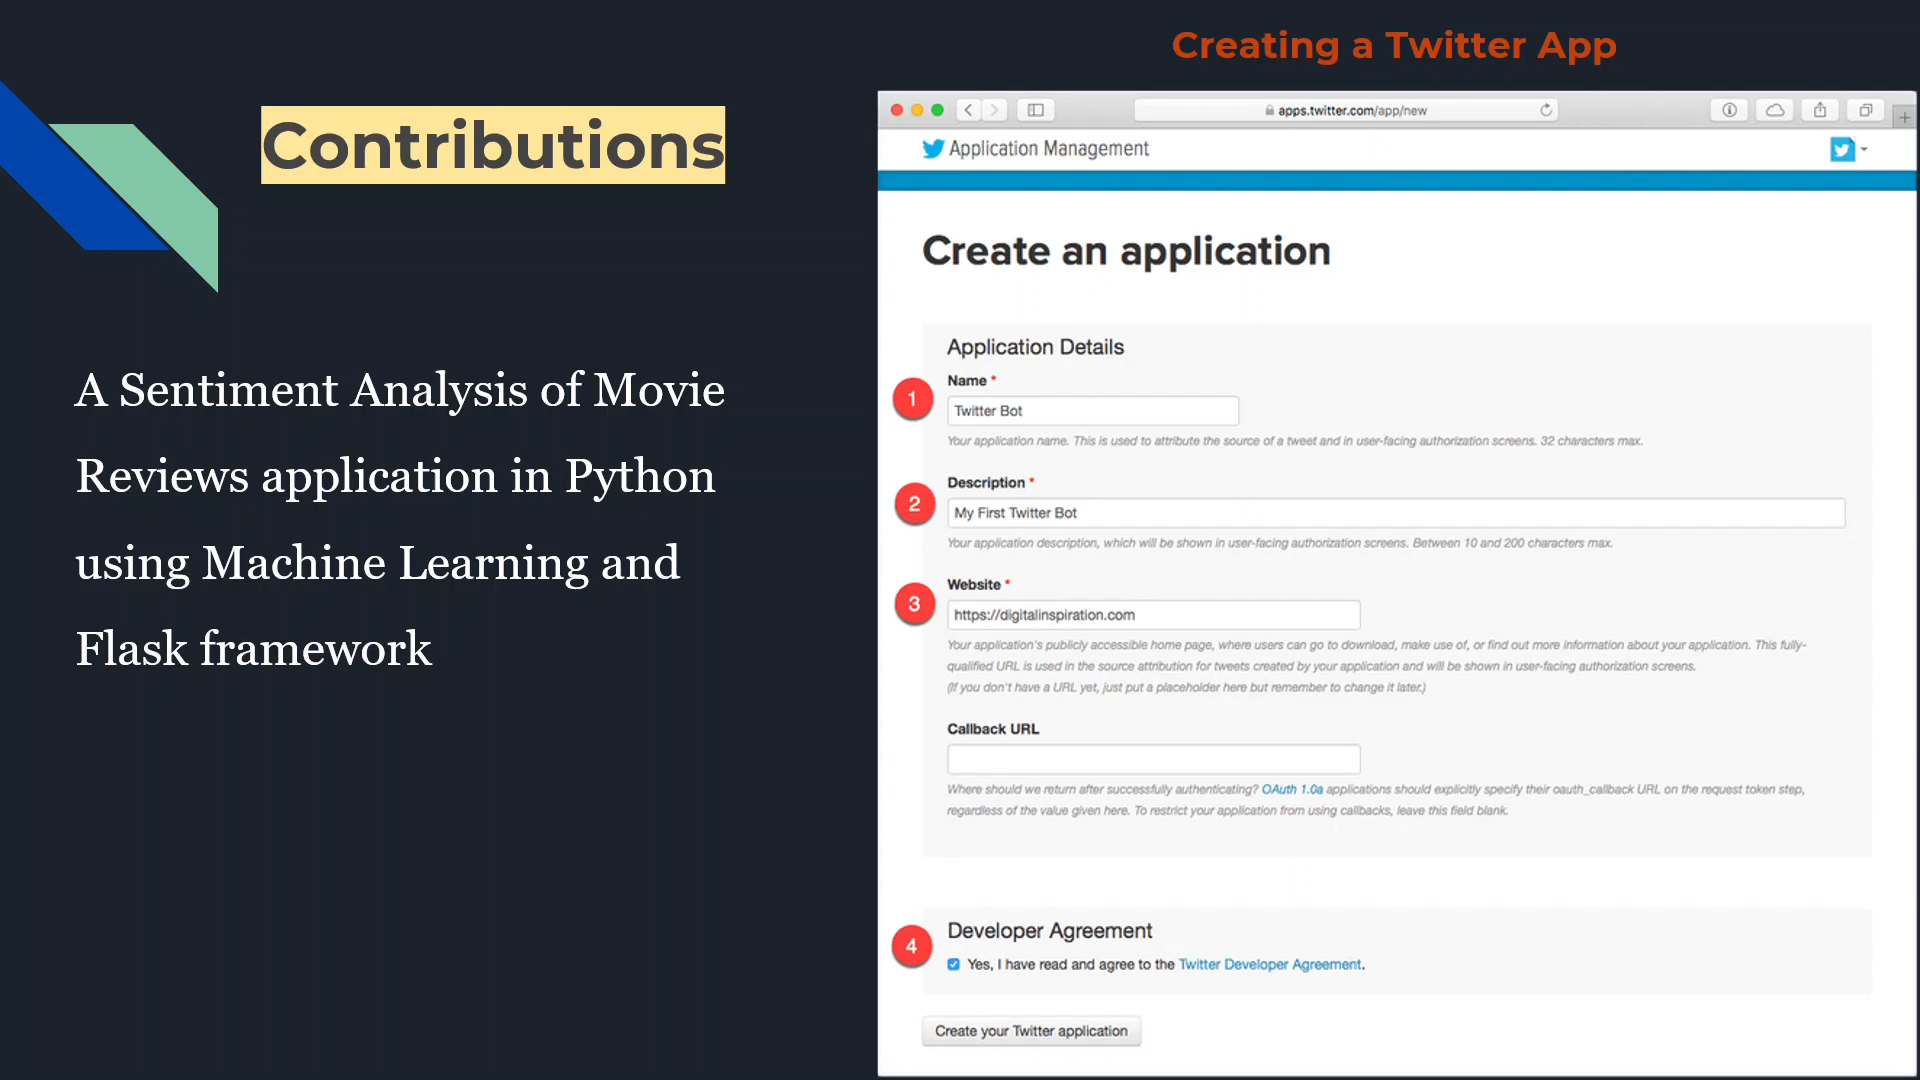 Creating a Twitter App
Contributions
A Sentiment Analysis of Movie
Reviews application in Python
using Machine Learning and
Flask framework
apps.twitter.com/app/new
Application Management
Create an application
Application Details
Name *
1
Twitter Bot
Your application name. This is used to attribute the source of a tweet and in user-facing authorization screens. 32 characters max.
Description *
2
My First Twitter Bot
Your application description, which will be shown in user-facing authorization screens. Between 10 and 200 characters max.
Website *
3
https://digitalinspiration.com
Your application's publicly accessible home page, where users can go to download, make use of, or find out more information about your application. This fully-
qualified URL is used in the source attribution for tweets created by your application and will be shown in user-facing authorization screens.
(If you don't have a URL yet, just put a placeholder here but remember to change it later.)
Callback URL
Where should we return after successfully authenticating? OAuth 1.0a applications should explicitly specify their oauth_callback URL on the request token step,
regardless of the value given here. To restrict your application from using callbacks, leave this field blank.
Developer Agreement
4
Yes, I have read and agree to the Twitter Developer Agreement.
Create your Twitter application